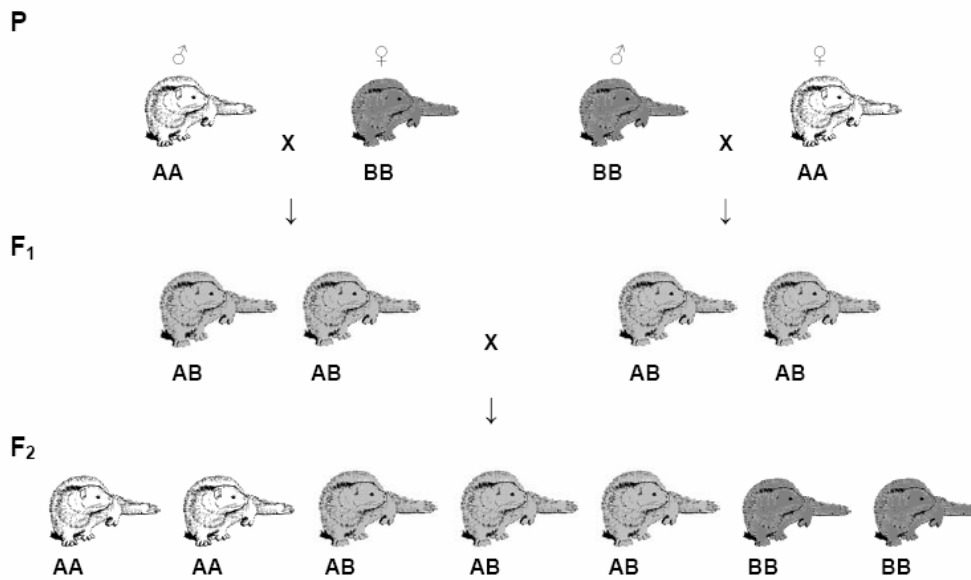 P
♂ ♀ ♂ ♀
X X
AA BB BB AA
↓ ↓
F₁
X
AB AB AB AB
↓
F₂
AA AA AB AB AB BB BB